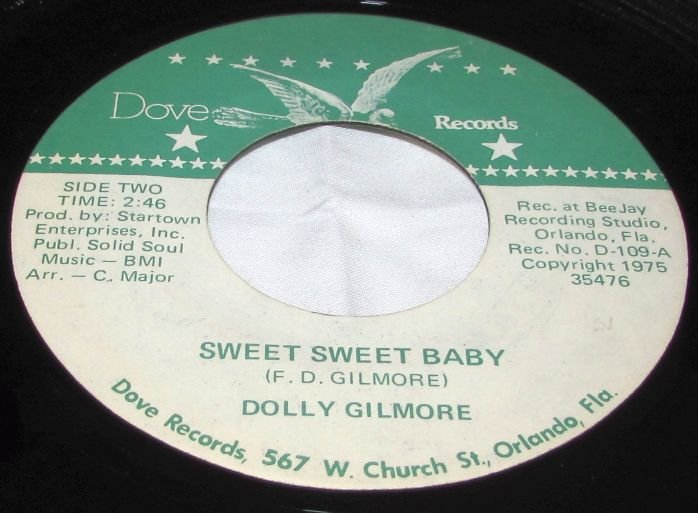 Dove
Records
SIDE TWO
TIME: 2:46
Prod. by: Startown
Enterprises, Inc.
Publ. Solid Soul
Music — BMI
Arr. — C. Major
Rec. at BeeJay
Recording Studio,
Orlando, Fla.
Rec. No. D-109-A
Copyright 1975
35476
SWEET SWEET BABY
(F. D. GILMORE)
DOLLY GILMORE
Dove Records, 567 W. Church St., Orlando, Fla.